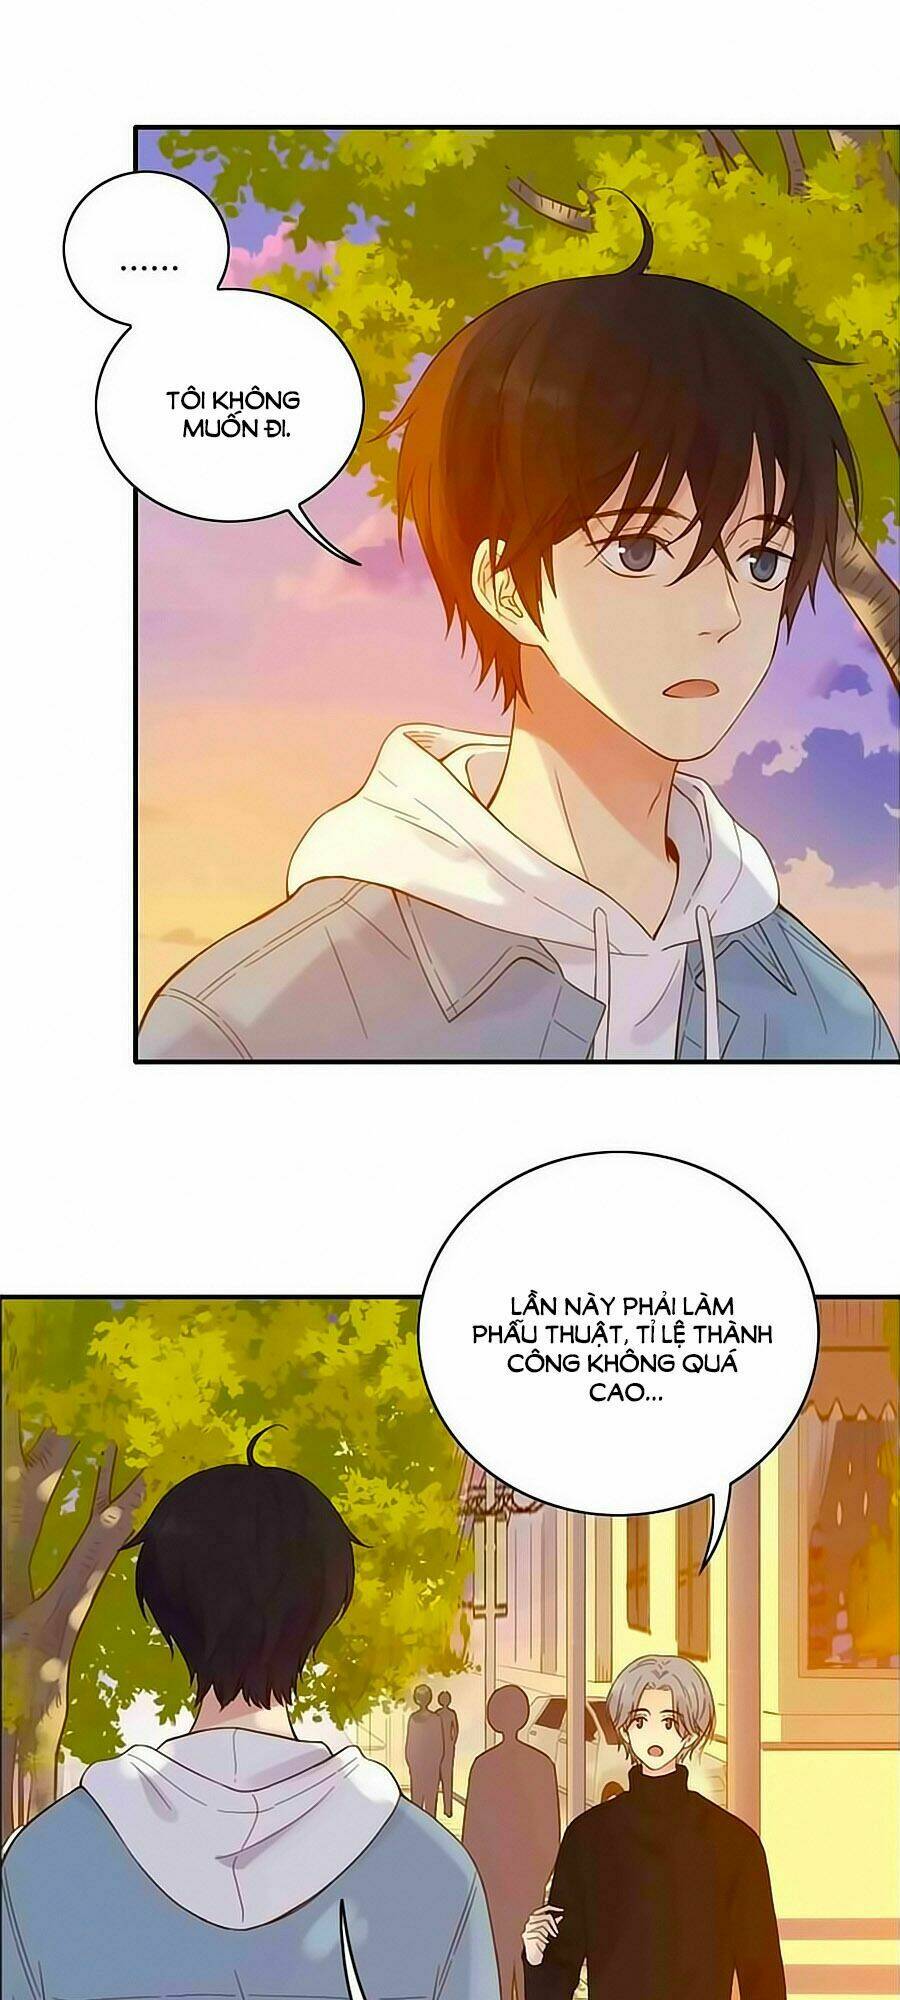 ......
TÔI KHÔNG
MUỐN ĐI.
LẦN NÀY PHẢI LÀM
PHẪU THUẬT, TỈ LỆ THÀNH
CÔNG KHÔNG QUÁ
CAO...